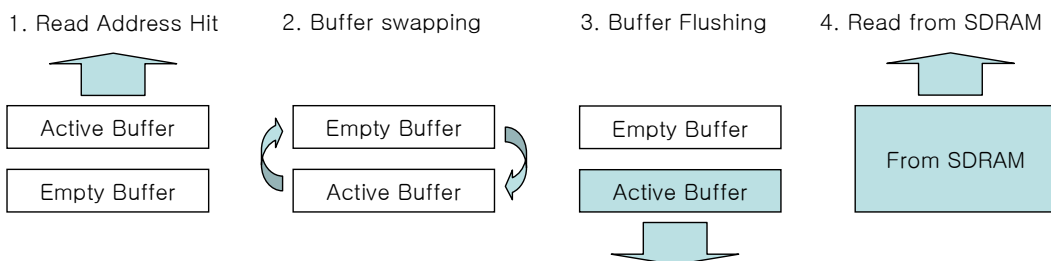 1. Read Address Hit
2. Buffer swapping
3. Buffer Flushing
4. Read from SDRAM
Active Buffer
Empty Buffer
Empty Buffer
Active Buffer
Empty Buffer
Active Buffer
From SDRAM